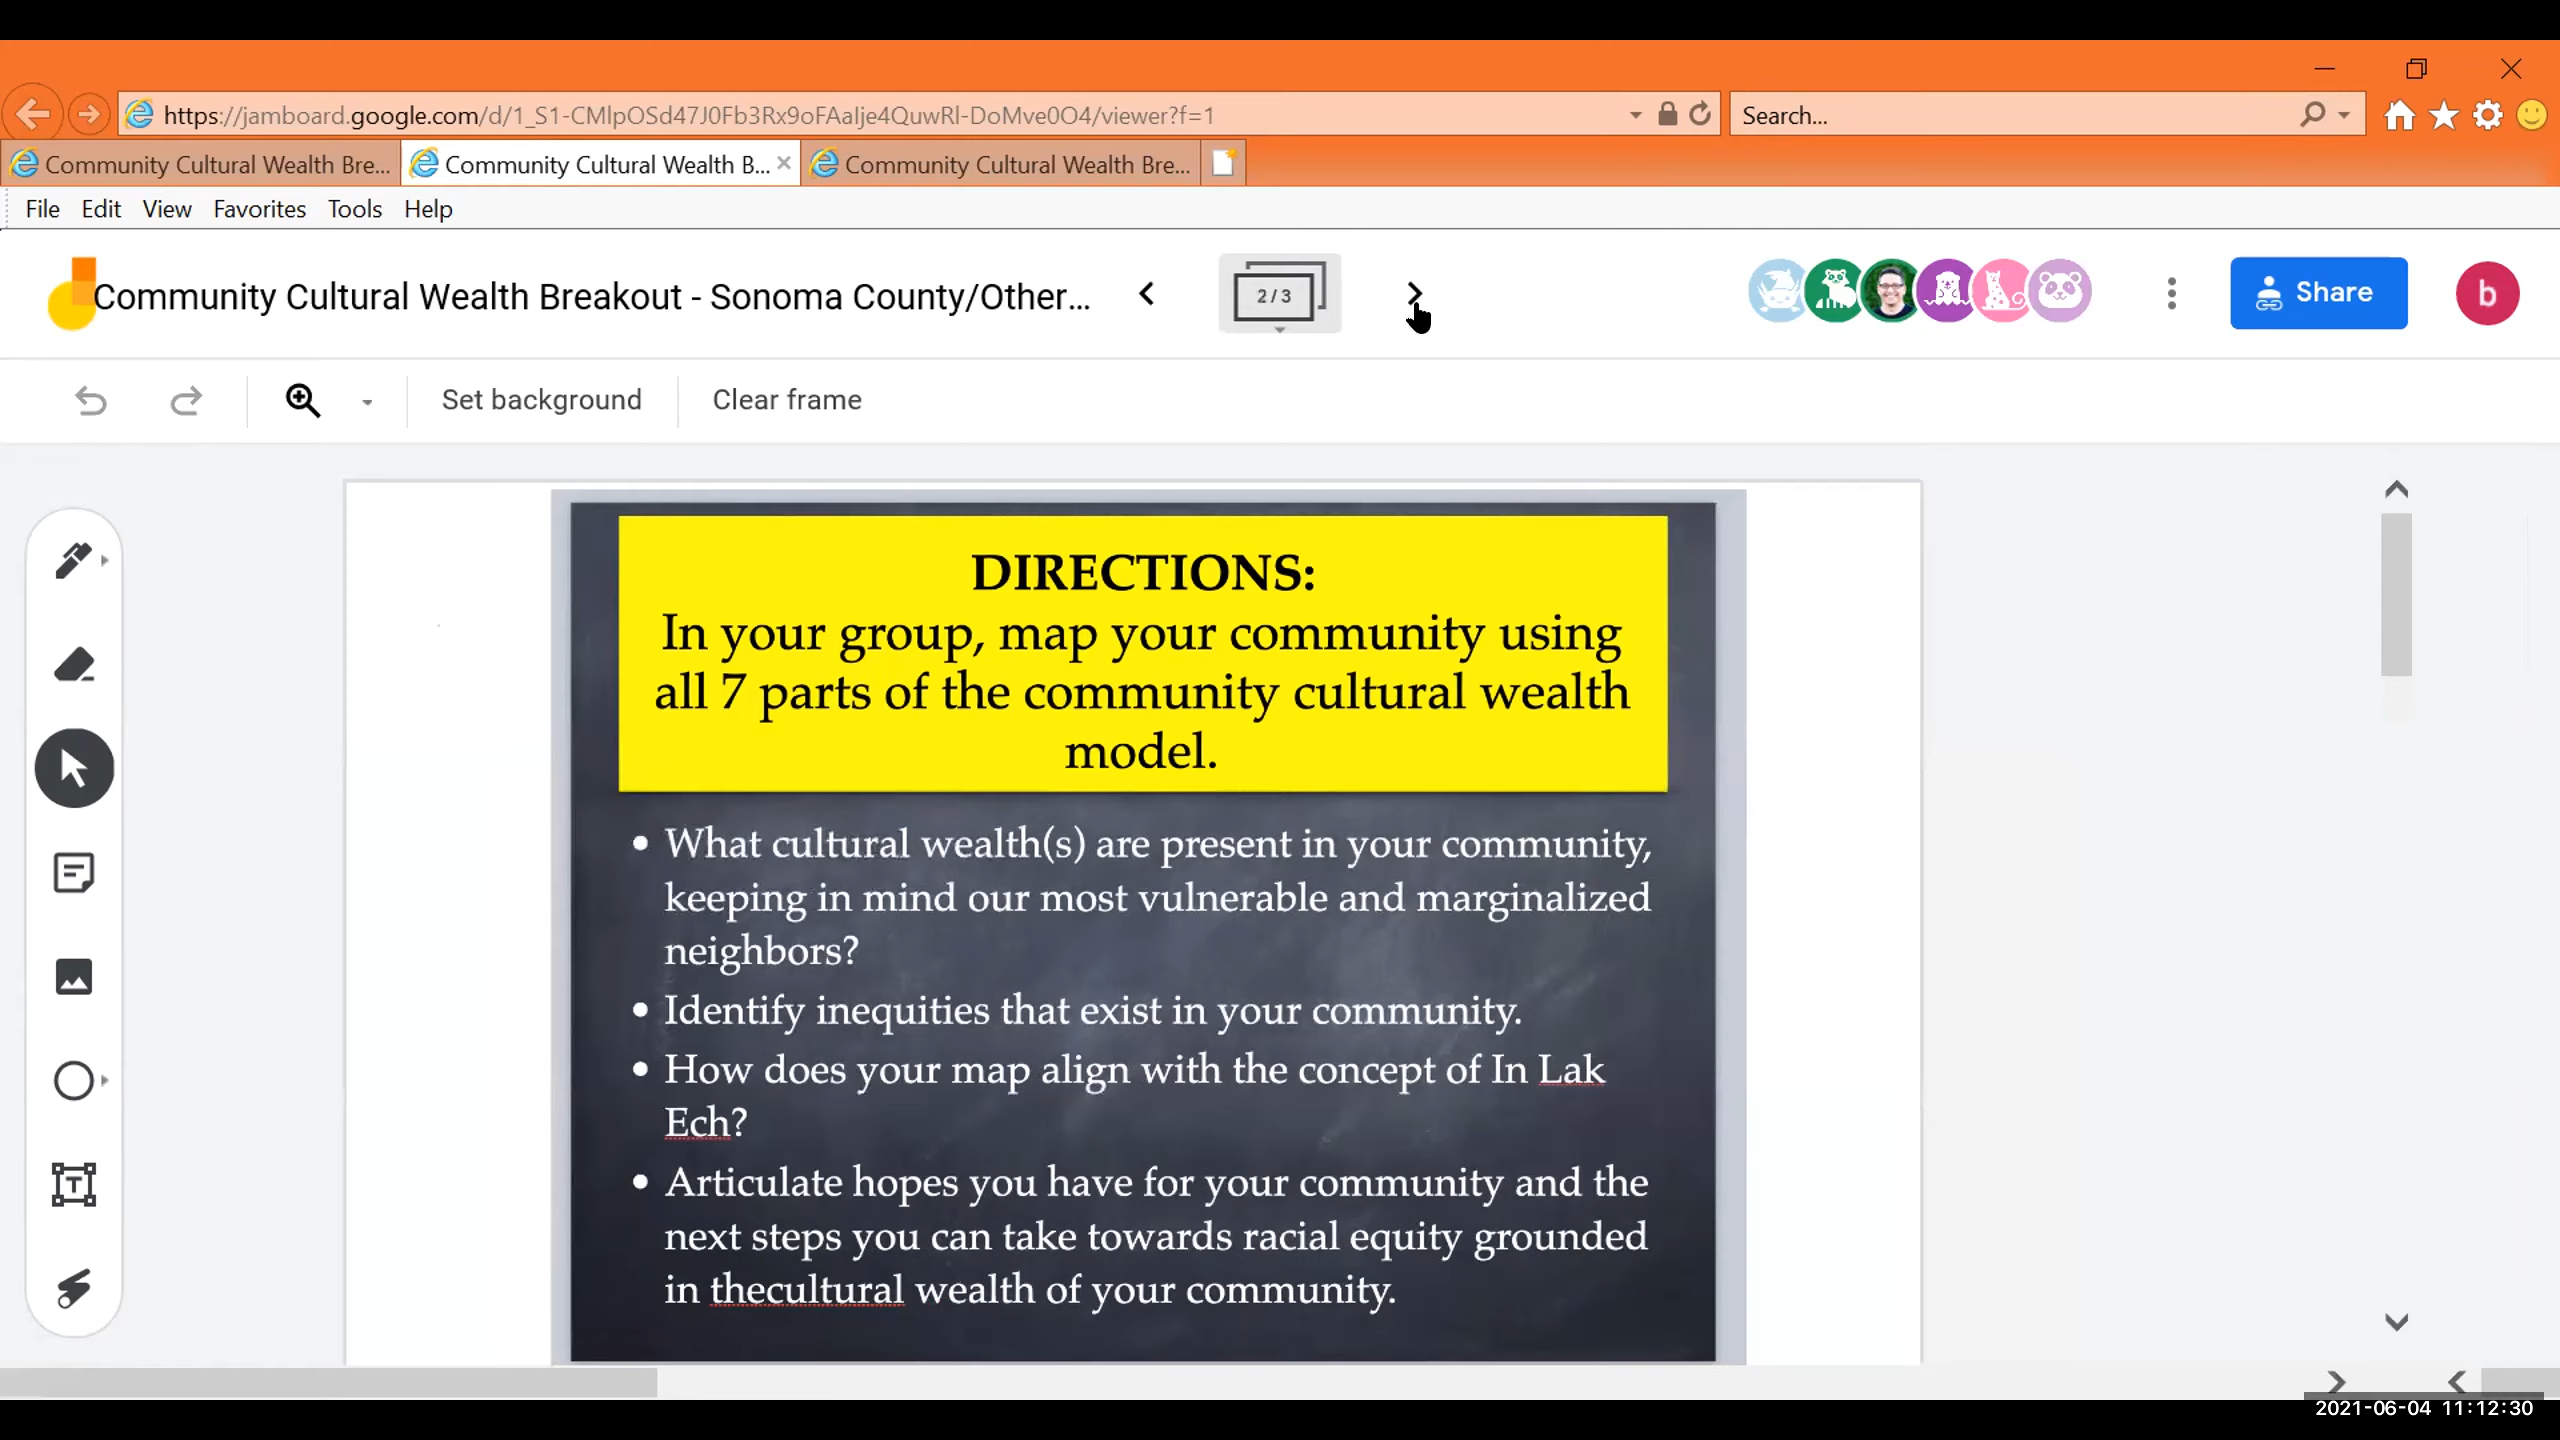 https://jamboard.google.com/d/1_S1-CMlpOSd47J0Fb3Rx9oFAaIje4QuwRl-DoMve0O4/viewer?f=1
Search...
Community Cultural Wealth Bre...
Community Cultural Wealth B...
Community Cultural Wealth Bre...
File Edit View Favorites Tools Help
Community Cultural Wealth Breakout - Sonoma County/Other...
2 / 3
Share
b
Set background
Clear frame
DIRECTIONS:
In your group, map your community using
all 7 parts of the community cultural wealth
model.
• What cultural wealth(s) are present in your community,
keeping in mind our most vulnerable and marginalized
neighbors?
• Identify inequities that exist in your community.
• How does your map align with the concept of In Lak
Ech?
• Articulate hopes you have for your community and the
next steps you can take towards racial equity grounded
in thecultural wealth of your community.
2021-06-04 11:12:30